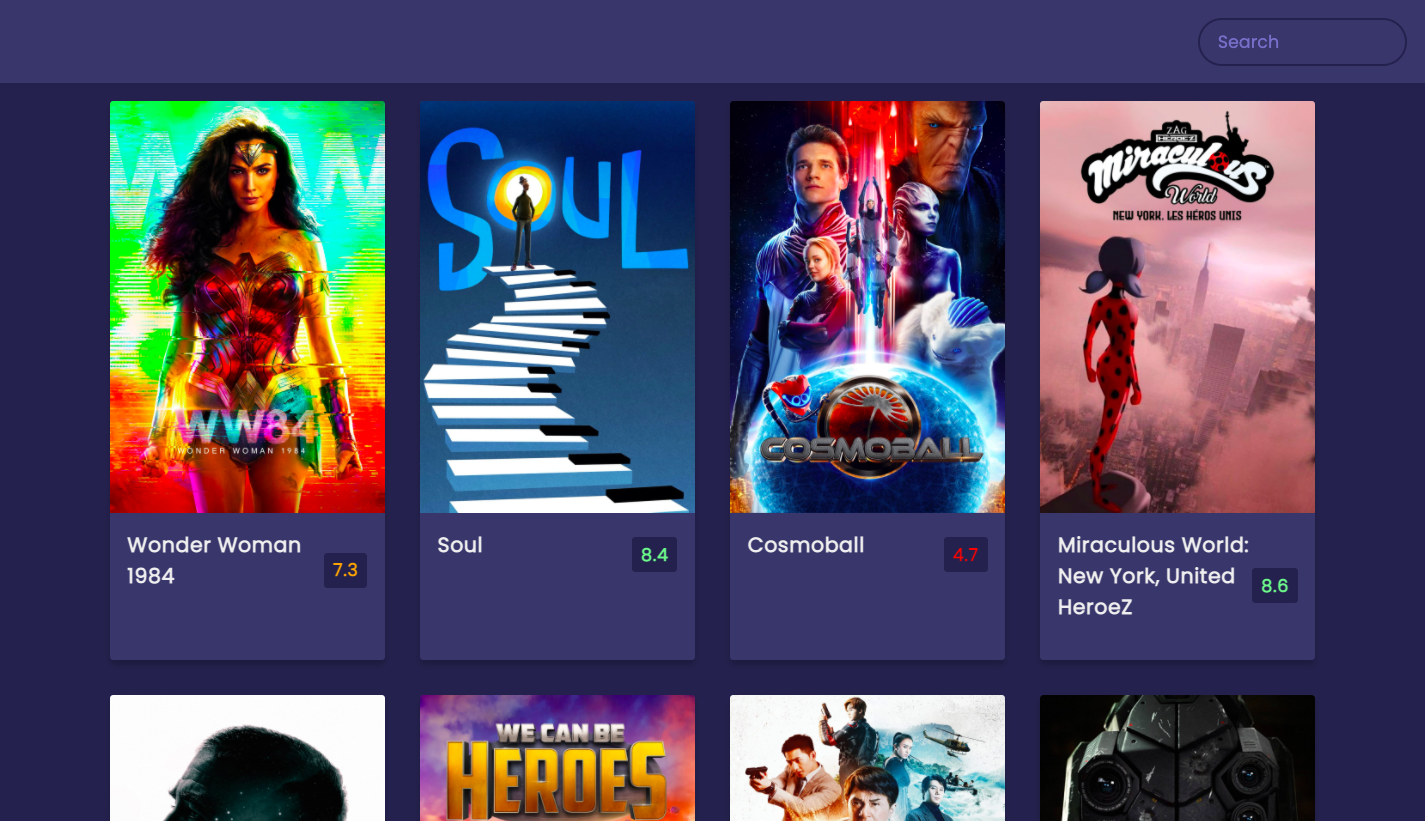 Search
WW
SOUL
ZAG
HEROEZ
Miraculous
World
NEW YORK, LES HÉROS UNIS
WW84
WONDER WOMAN 1984
COSMOBALL
Wonder Woman
1984
7.3
Soul
8.4
Cosmoball
4.7
Miraculous World:
New York, United
HeroeZ
8.6
WE CAN BE
HEROES